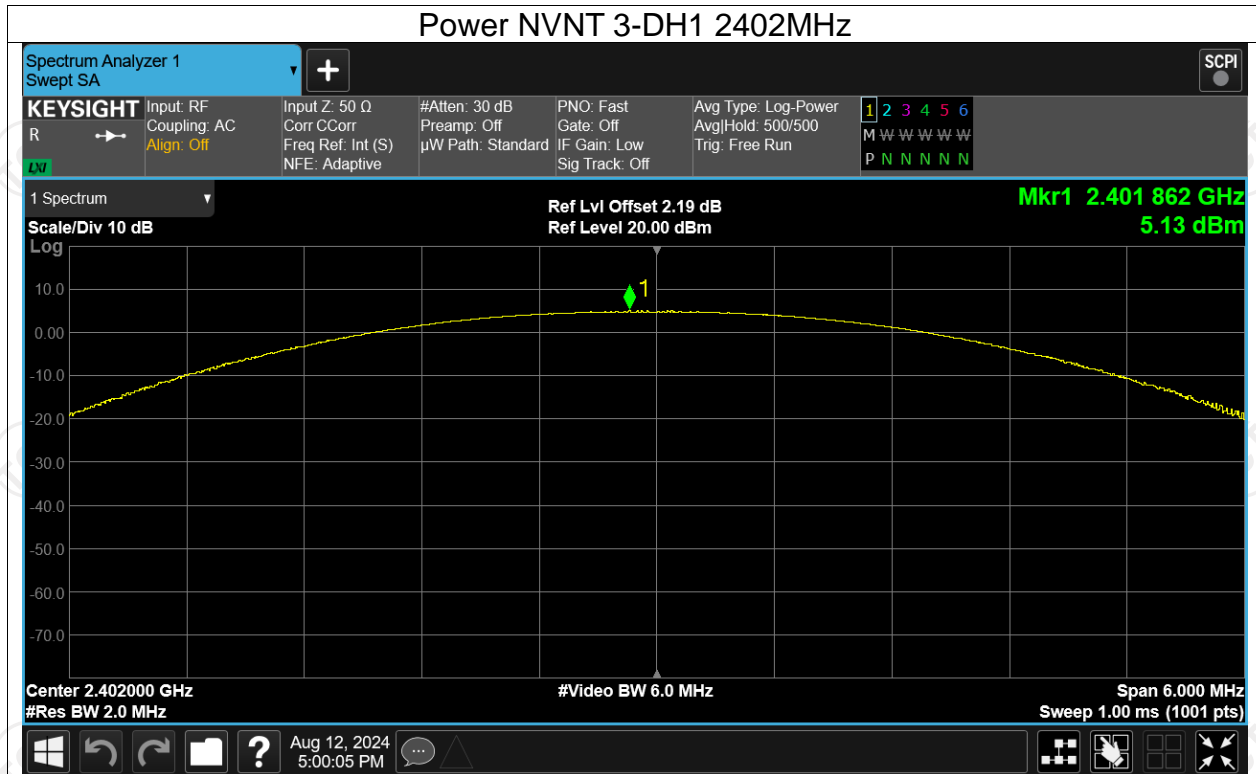 Power NVNT 3-DH1 2402MHz
Spectrum Analyzer 1
Swept SA
SCPI
KEYSIGHT
R
LXI
Input: RF
Coupling: AC
Align: Off
Input Z: 50 Ω
Corr CCorr
Freq Ref: Int (S)
NFE: Adaptive
#Atten: 30 dB
Preamp: Off
µW Path: Standard
PNO: Fast
Gate: Off
IF Gain: Low
Sig Track: Off
Avg Type: Log-Power
Avg|Hold: 500/500
Trig: Free Run
1 2 3 4 5 6
M W W W W W
P N N N N N
1 Spectrum
Scale/Div 10 dB
Ref Lvl Offset 2.19 dB
Ref Level 20.00 dBm
Mkr1 2.401 862 GHz
5.13 dBm
Log
1
10.0
0.00
-10.0
-20.0
-30.0
-40.0
-50.0
-60.0
-70.0
Center 2.402000 GHz
#Video BW 6.0 MHz
Span 6.000 MHz
#Res BW 2.0 MHz
Sweep 1.00 ms (1001 pts)
?
Aug 12, 2024
5:00:05 PM